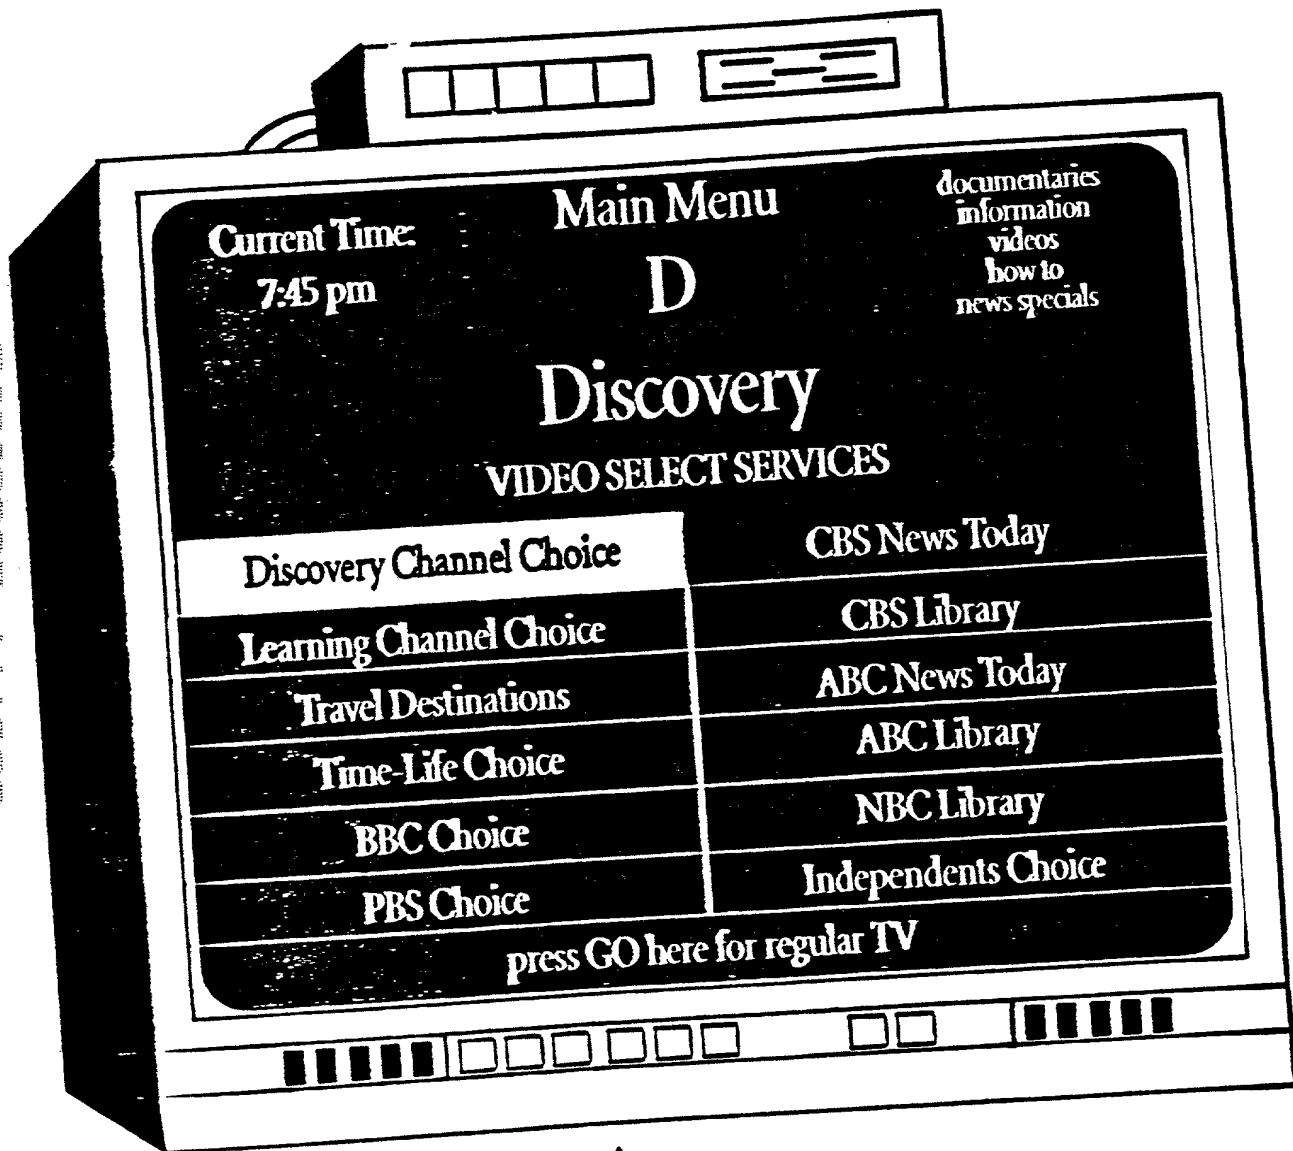 Current Time:
7:45 pm
Main Menu
D
documentaries
information
videos
how to
news specials
Discovery
VIDEO SELECT SERVICES
Discovery Channel Choice
Learning Channel Choice
Travel Destinations
Time-Life Choice
BBC Choice
PBS Choice
CBS News Today
CBS Library
ABC News Today
ABC Library
NBC Library
Independents Choice
press GO here for regular TV